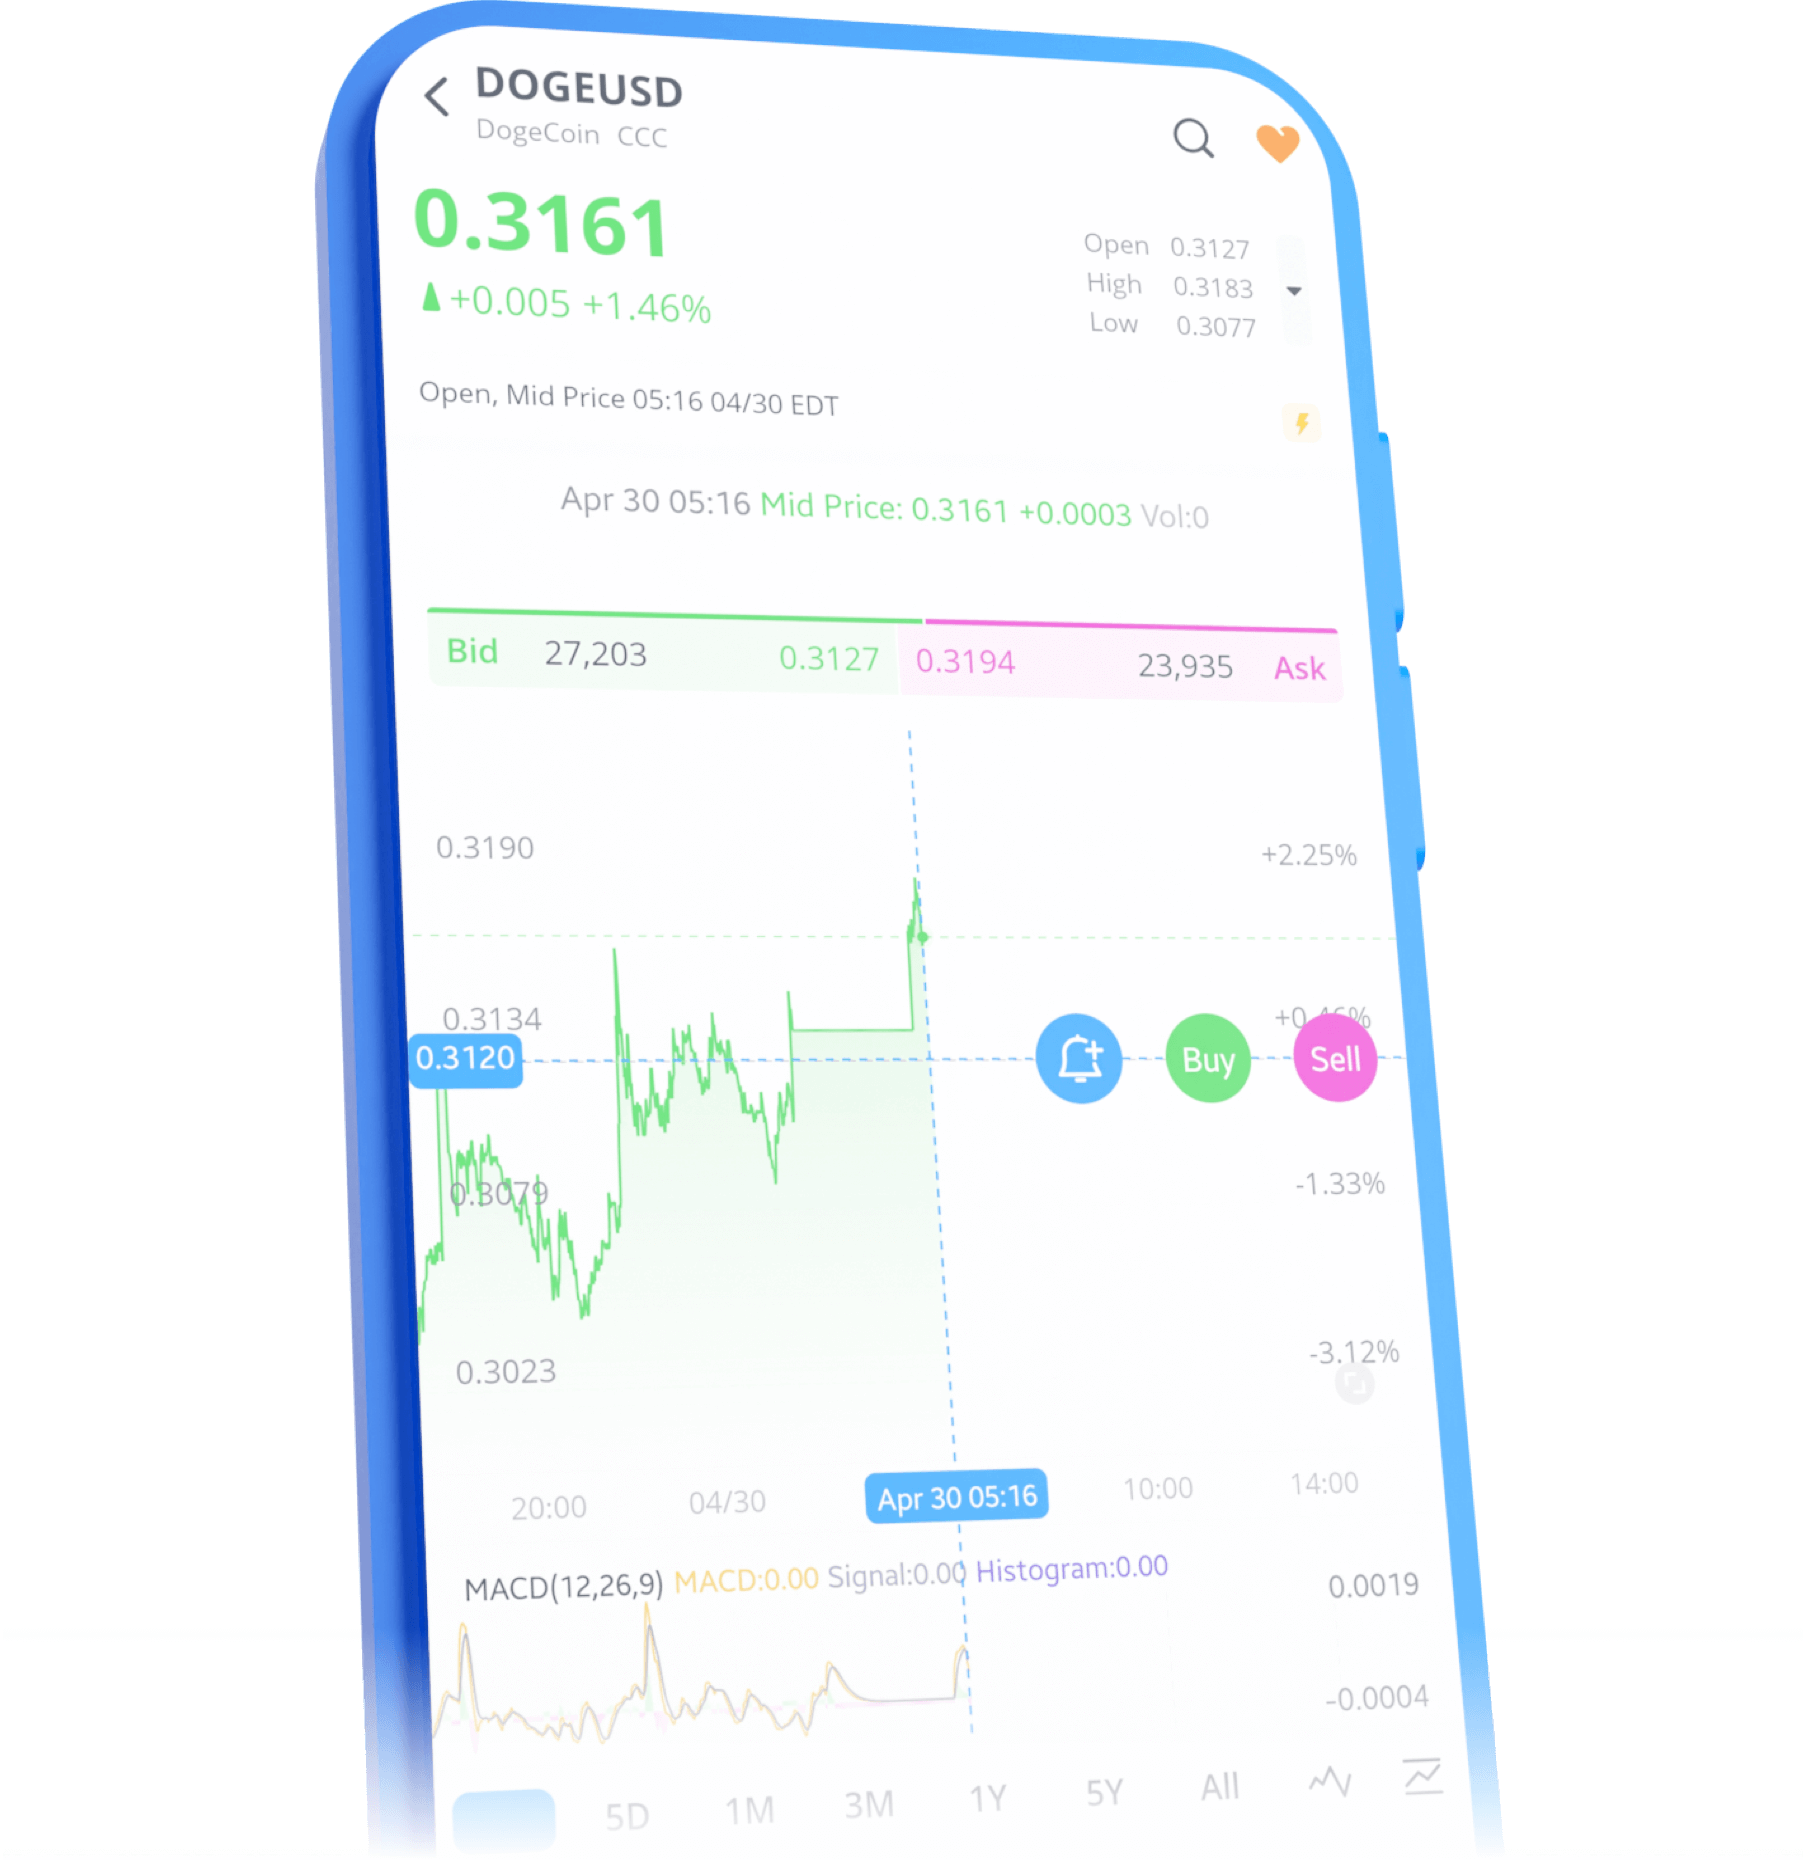 DOGEUSD
DogeCoin CCC
0.3161
+0.005 +1.46%
Open 0.3127
High 0.3183
Low 0.3077
Open, Mid Price 05:16 04/30 EDT
Apr 30 05:16 Mid Price: 0.3161 +0.0003 Vol:0
Bid 27,203 0.3127 0.3194 23,935 Ask
0.3190 +2.25%
0.3134
0.3120 Buy Sell
0.3079 -1.33%
0.3023 -3.12%
20:00 04/30 Apr 30 05:16 10:00 14:00
MACD(12,26,9) MACD:0.00 Signal:0.00 Histogram:0.00 0.0019
-0.0004
5D 1M 3M 1Y 5Y All